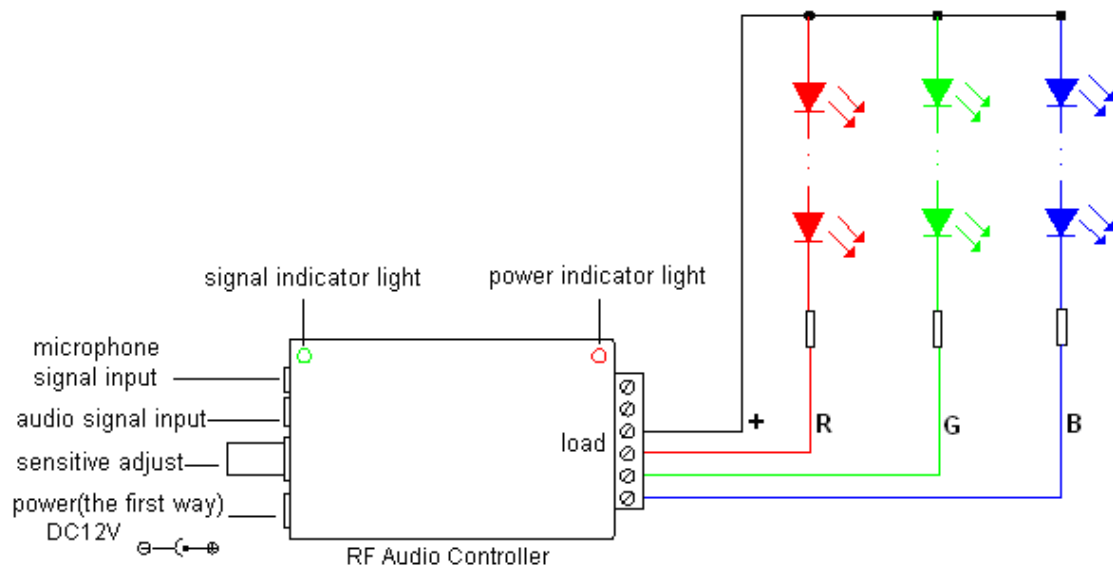 signal indicator light
power indicator light
microphone
signal input
audio signal input
sensitive adjust
power(the first way)
DC12V
load
+
R
G
B
RF Audio Controller